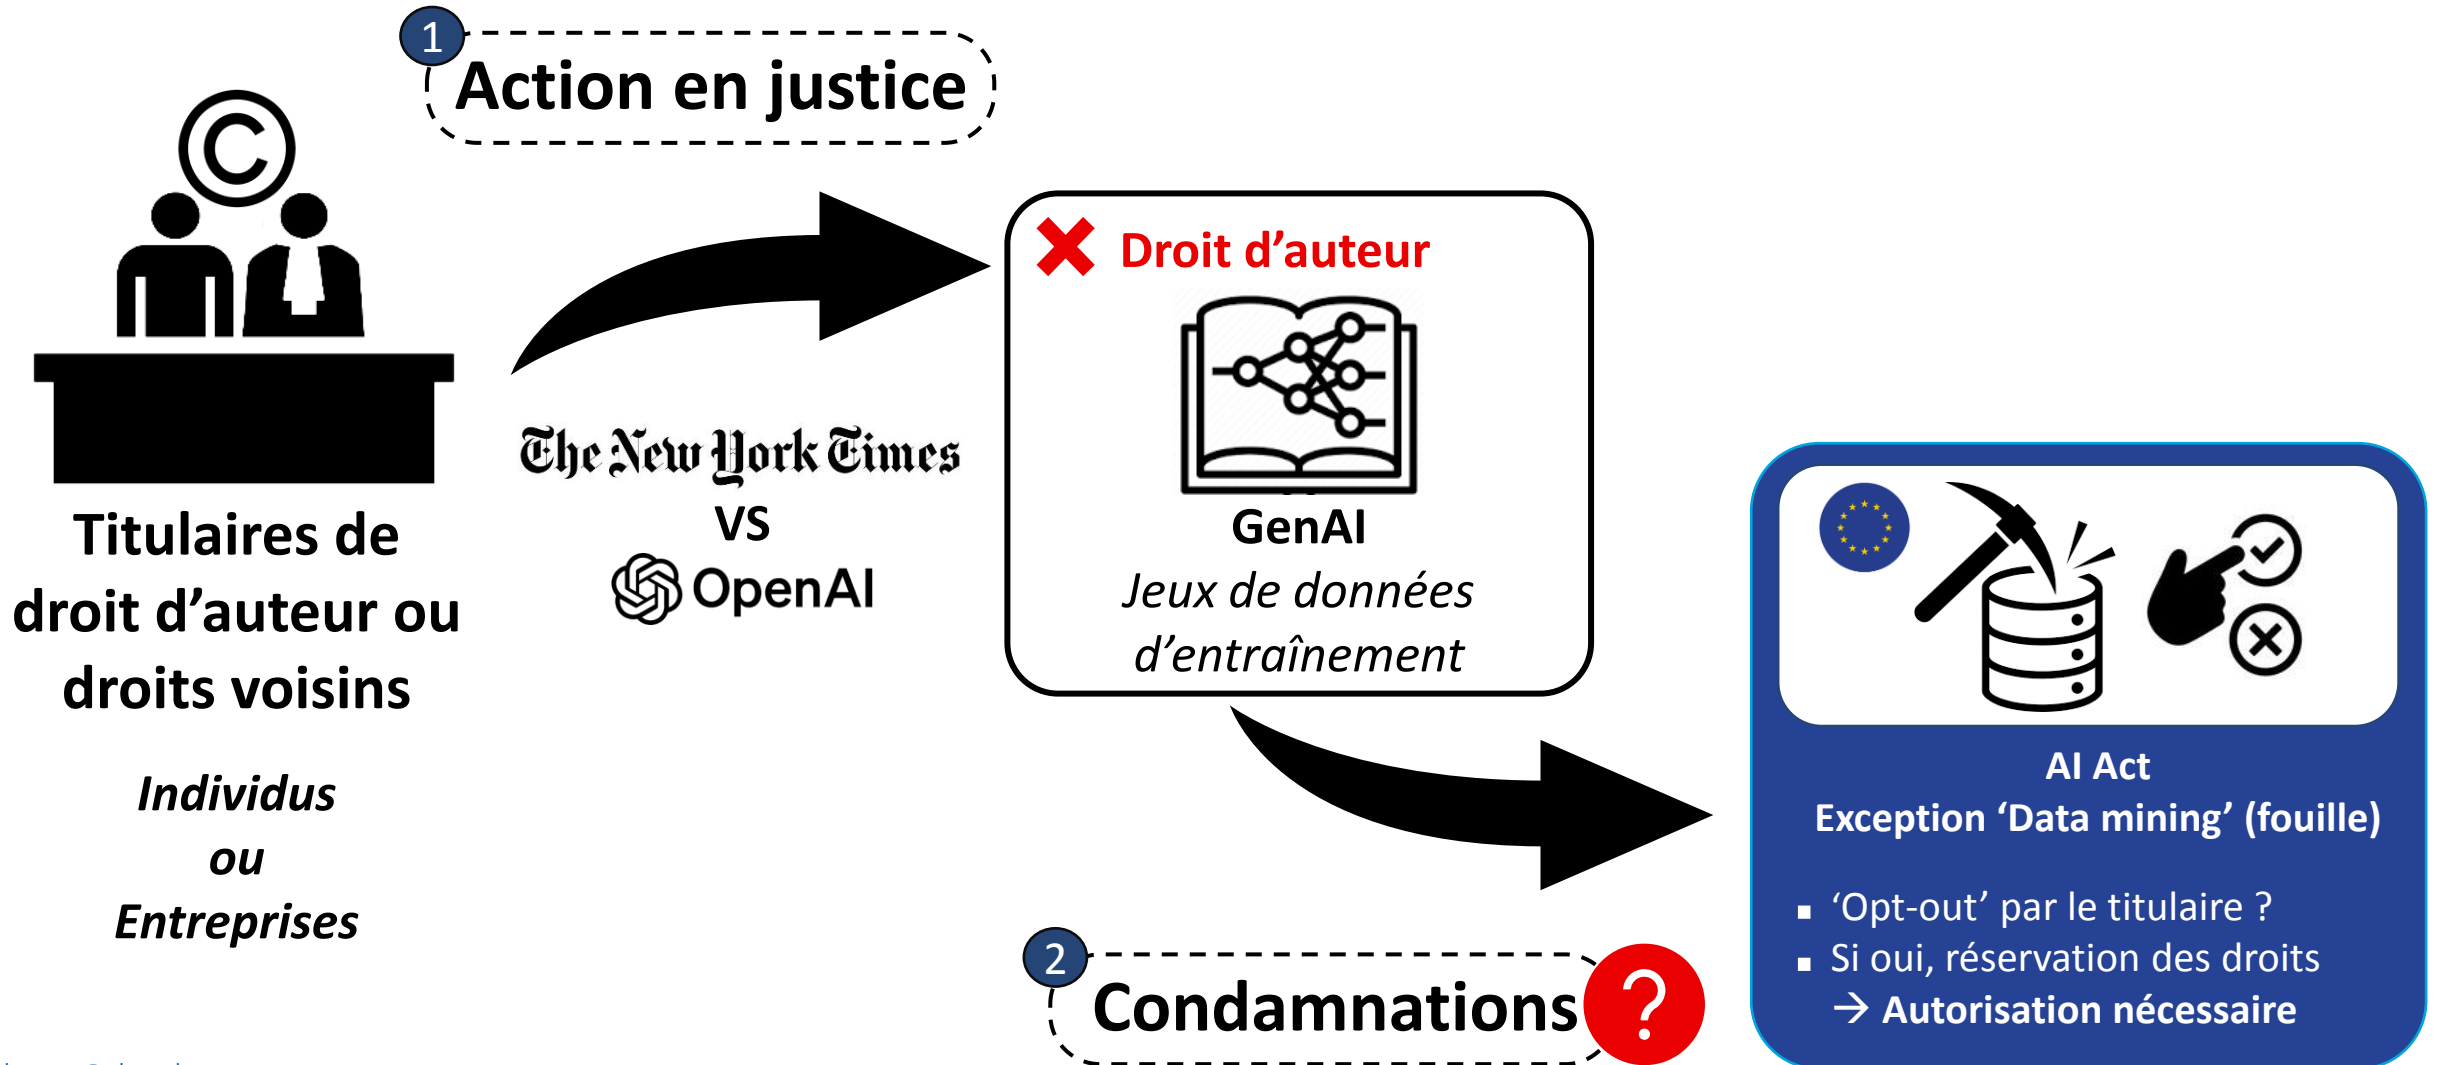 1
Action en justice
©
Titulaires de
droit d’auteur ou
droits voisins
Individus
ou
Entreprises
The New York Times
VS
OpenAI
Droit d’auteur
GenAI
Jeux de données
d’entraînement
2
Condamnations
?
AI Act
Exception ‘Data mining’ (fouille)
▪ ‘Opt-out’ par le titulaire ?
▪ Si oui, réservation des droits
→ Autorisation nécessaire